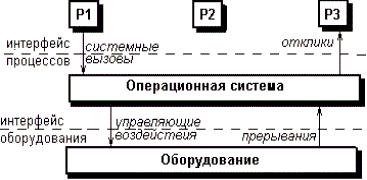 P1 P2 P3
интерфейс системные отклики
процессов вызовы
Операционная система
интерфейс управляющие
оборудования воздействия прерывания
Оборудование